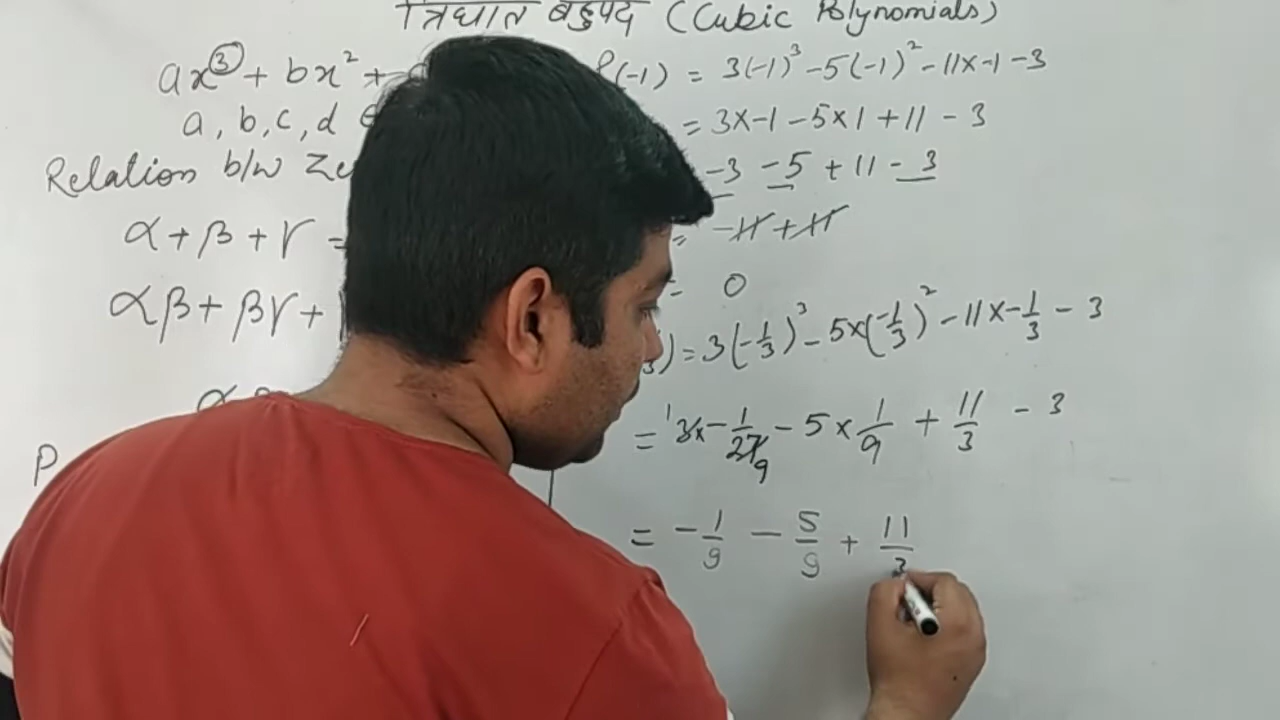 त्रिघात बहुपद (Cubic Polynomials)
ax³ + bx² +
a, b, c, d
Relation b/w Ze
α + β + γ =
αβ + βγ +
P
(-1) = 3(-1)³ - 5(-1)² - 11x-1 - 3
= 3x-1 - 5x1 + 11 - 3
-3 - 5 + 11 - 3
= -11 + 11
= 0
3) = 3(-1/3)³ - 5x(-1/3)² - 11x-1/3 - 3
= 3x-1/27 - 5x1/9 + 11/3 - 3
= -1/9 - 5/9 + 11/3